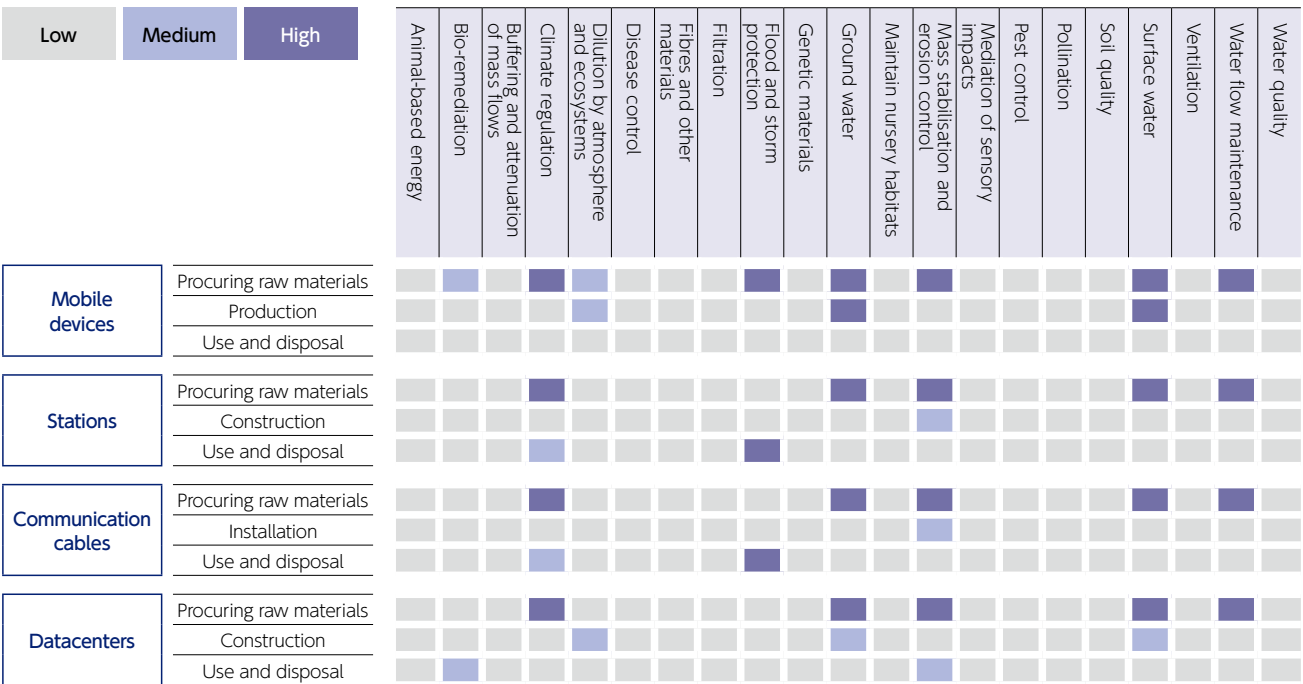 Low
Medium
High
Animal-based energy
Bio-remediation
Buffering and attenuation
of mass flows
Climate regulation
Dilution by atmosphere
and ecosystems
Disease control
Fibres and other
materials
Filtration
Flood and storm
protection
Genetic materials
Ground water
Maintain nursery habitats
Mass stabilisation and
erosion control
Mediation of sensory
impacts
Pest control
Pollination
Soil quality
Surface water
Ventilation
Water flow maintenance
Water quality
Mobile
devices
Procuring raw materials
Production
Use and disposal
Stations
Procuring raw materials
Construction
Use and disposal
Communication
cables
Procuring raw materials
Installation
Use and disposal
Datacenters
Procuring raw materials
Construction
Use and disposal